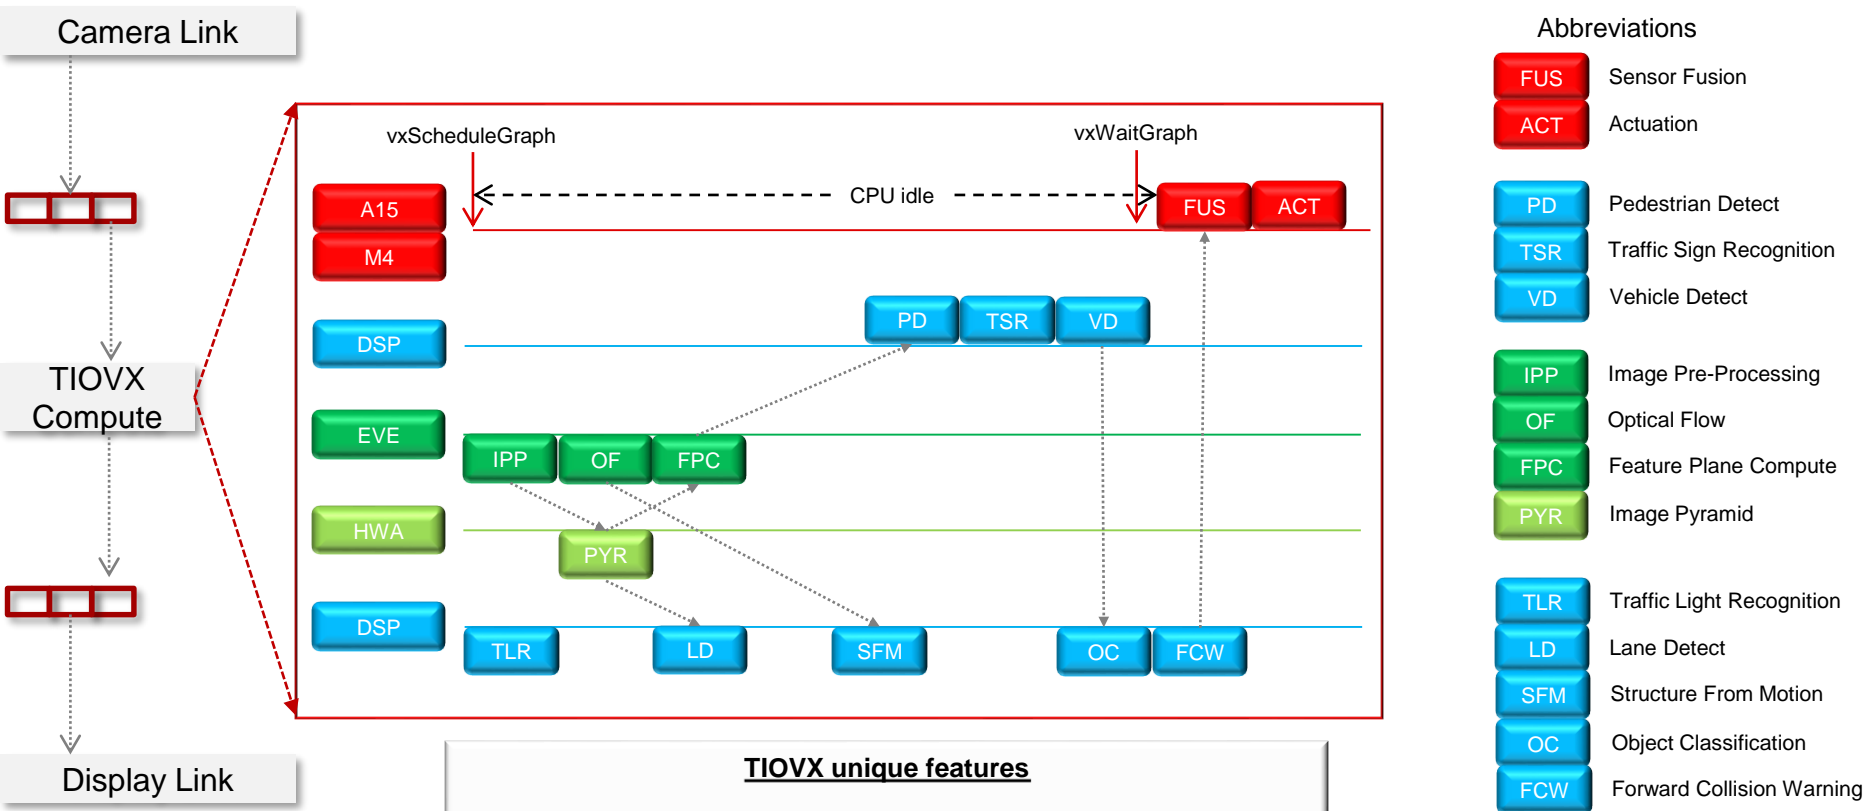 Camera Link
TIOVX
Compute
Display Link
vxScheduleGraph
vxWaitGraph
CPU idle
A15
FUS
ACT
M4
PD
TSR
VD
DSP
EVE
IPP
OF
FPC
HWA
PYR
DSP
TLR
LD
SFM
OC
FCW
TIOVX unique features
Abbreviations
FUS Sensor Fusion
ACT Actuation
PD Pedestrian Detect
TSR Traffic Sign Recognition
VD Vehicle Detect
IPP Image Pre-Processing
OF Optical Flow
FPC Feature Plane Compute
PYR Image Pyramid
TLR Traffic Light Recognition
LD Lane Detect
SFM Structure From Motion
OC Object Classification
FCW Forward Collision Warning